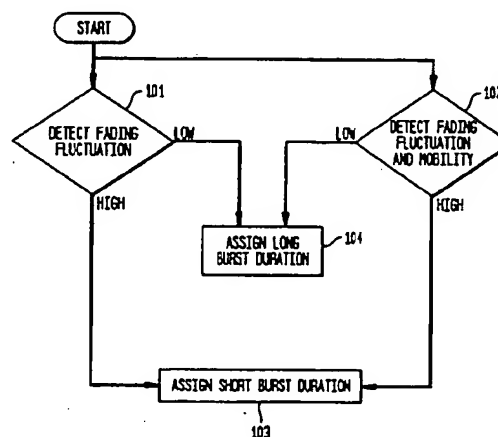 START
101
DETECT FADING
FLUCTUATION
LOW
HIGH
LOW
DETECT FADING
FLUCTUATION
AND MOBILITY
HIGH
ASSIGN LONG
BURST DURATION
104
ASSIGN SHORT BURST DURATION
103